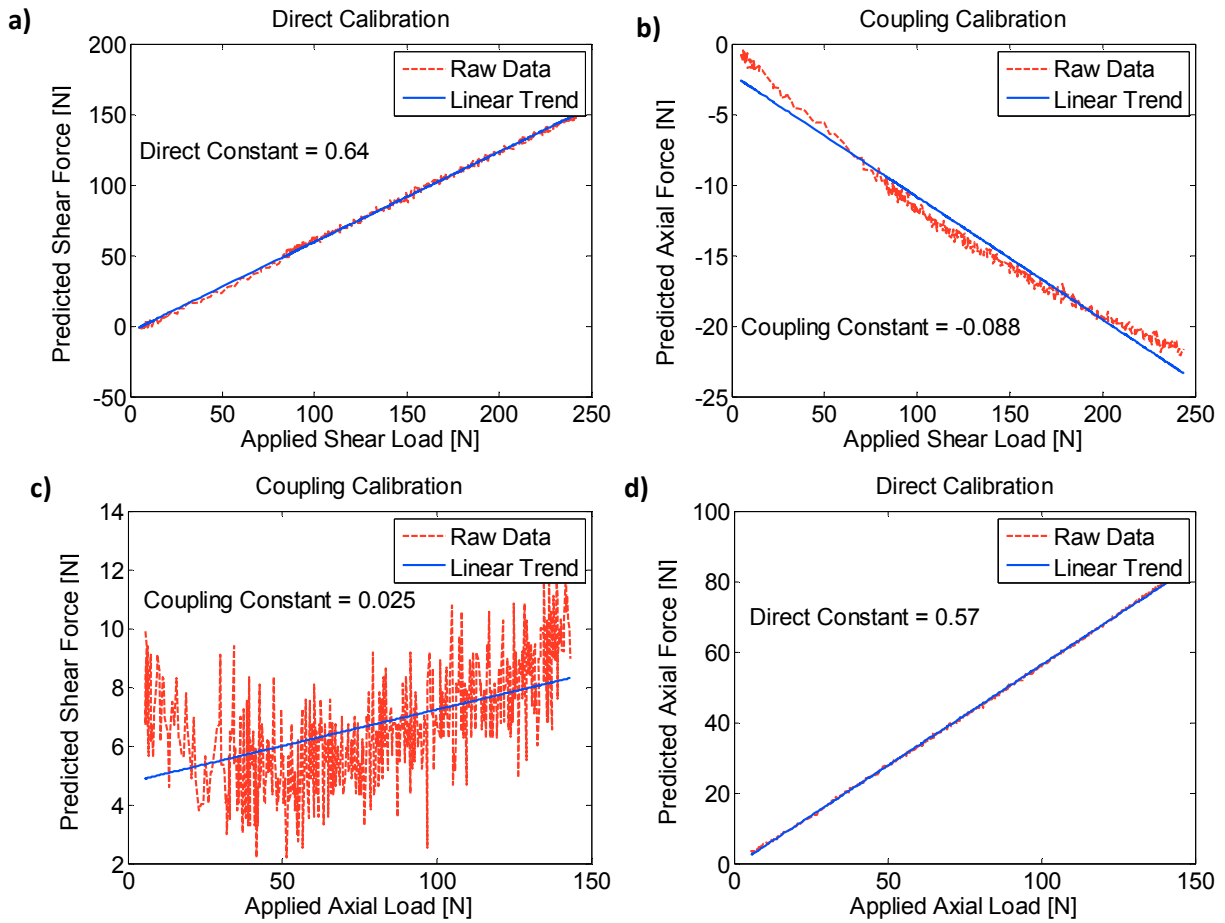 a)
Direct Calibration
200
150
100
50
0
-50
Predicted Shear Force [N]
Raw Data
Linear Trend
Direct Constant = 0.64
50
100
150
200
250
Applied Shear Load [N]
b)
Coupling Calibration
0
-5
-10
-15
-20
-25
Predicted Axial Force [N]
Raw Data
Linear Trend
Coupling Constant = -0.088
0
50
100
150
200
250
Applied Shear Load [N]
c)
Coupling Calibration
14
12
10
8
6
4
2
Predicted Shear Force [N]
Raw Data
Linear Trend
Coupling Constant = 0.025
0
50
100
150
Applied Axial Load [N]
d)
Direct Calibration
100
80
60
40
20
0
Predicted Axial Force [N]
Raw Data
Linear Trend
Direct Constant = 0.57
0
50
100
150
Applied Axial Load [N]